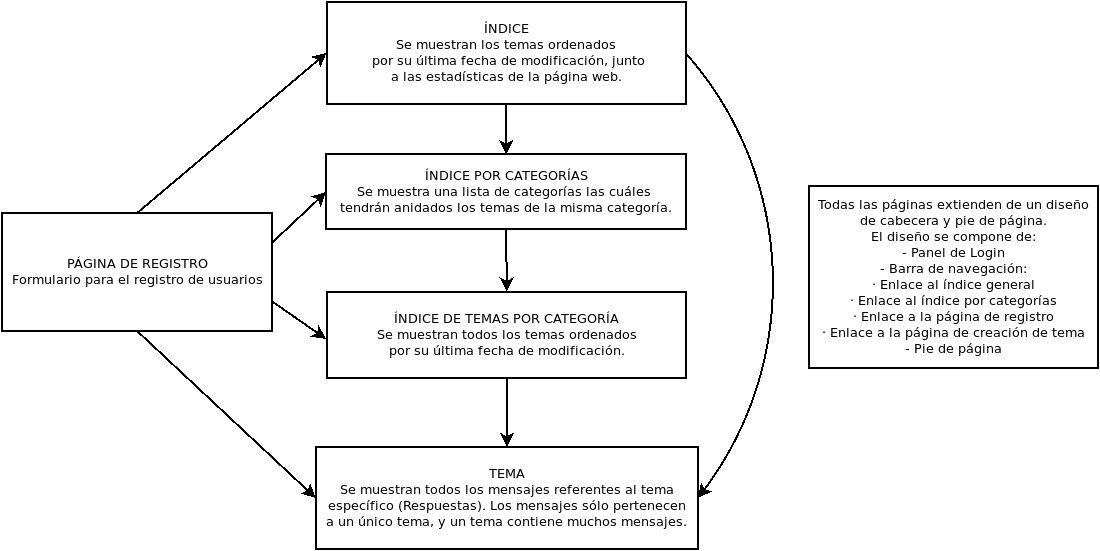 ÍNDICE
Se muestran los temas ordenados
por su última fecha de modificación, junto
a las estadísticas de la página web.
ÍNDICE POR CATEGORÍAS
Se muestra una lista de categorías las cuáles
tendrán anidados los temas de la misma categoría.
PÁGINA DE REGISTRO
Formulario para el registro de usuarios
ÍNDICE DE TEMAS POR CATEGORÍA
Se muestran todos los temas ordenados
por su última fecha de modificación.
TEMA
Se muestran todos los mensajes referentes al tema
específico (Respuestas). Los mensajes sólo pertenecen
a un único tema, y un tema contiene muchos mensajes.
Todas las páginas extienden de un diseño
de cabecera y pie de página.
El diseño se compone de:
- Panel de Login
- Barra de navegación:
· Enlace al índice general
· Enlace al índice por categorías
· Enlace a la página de registro
· Enlace a la página de creación de tema
- Pie de página